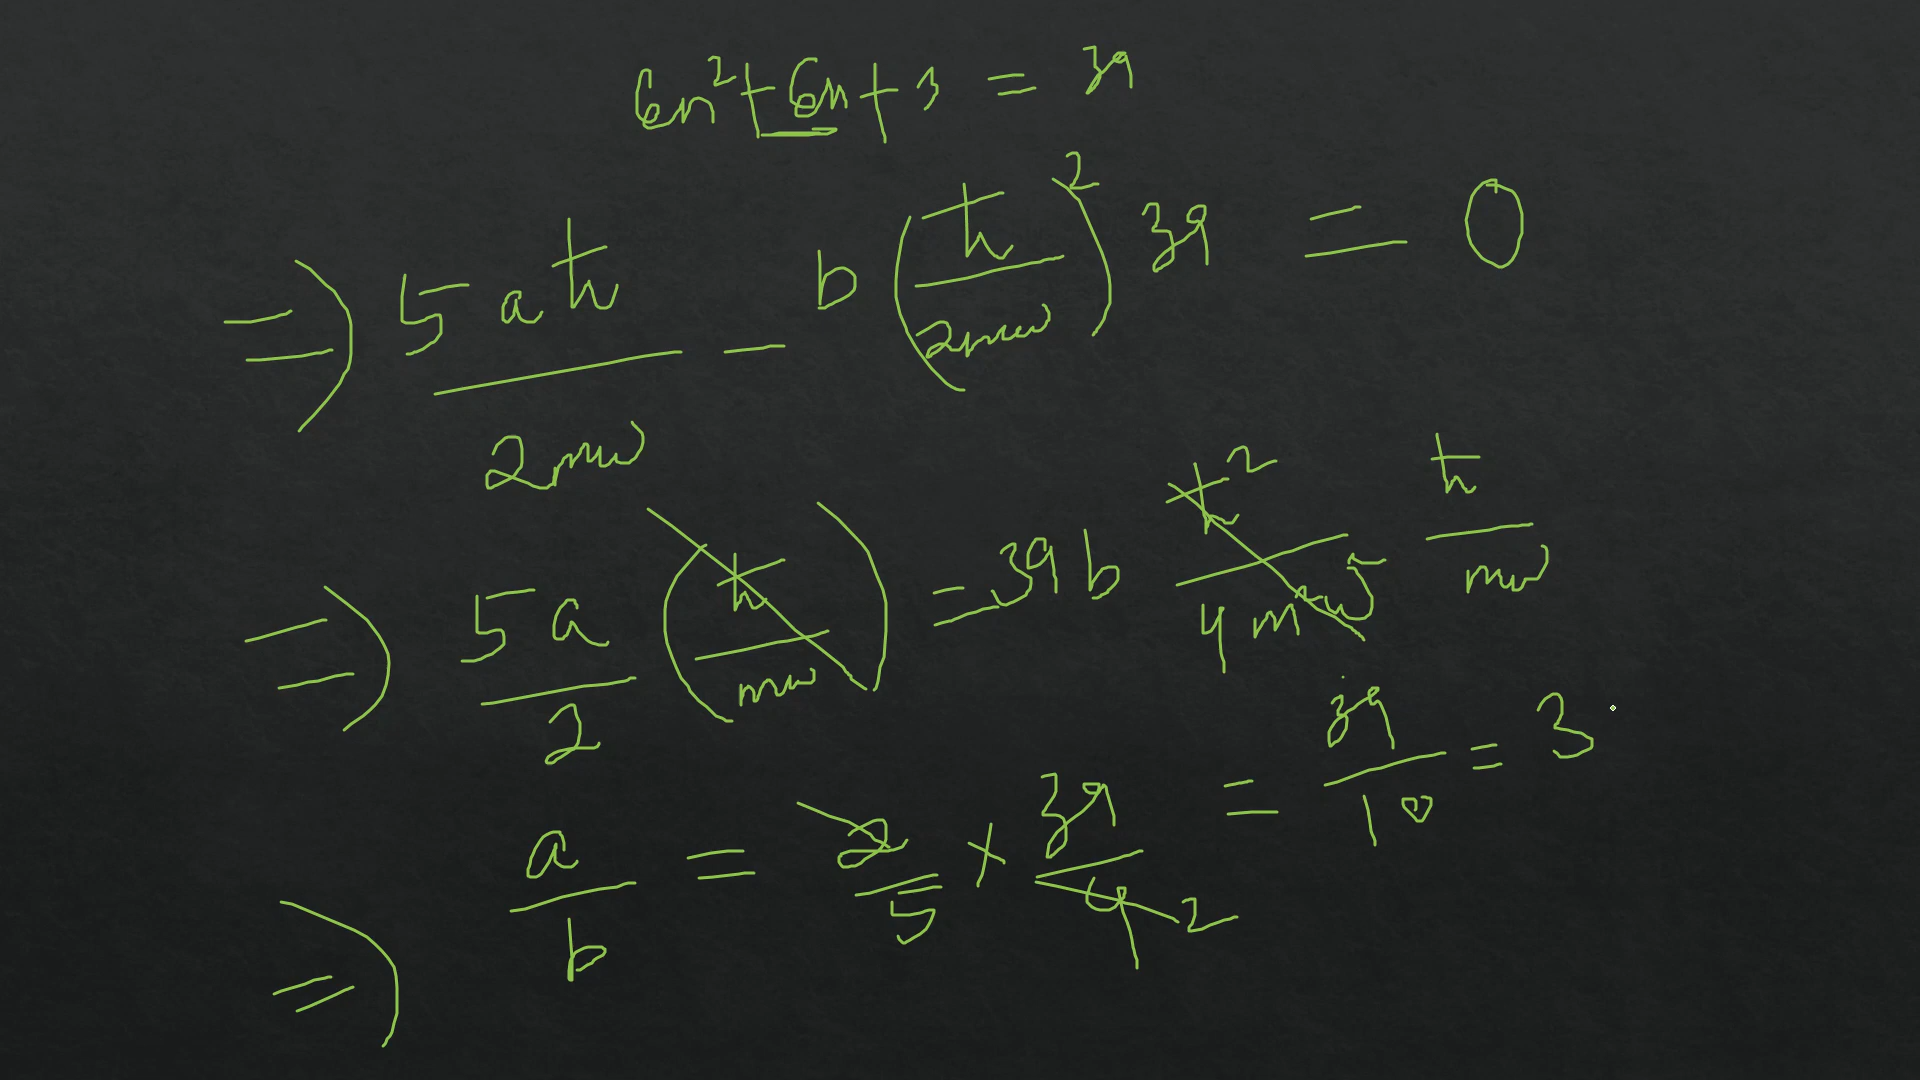 6n² + 6n + 3 = 39
⇒) 5aħ / 2mω − b (ħ / 2mω)² 39 = 0
⇒) 5a / 2 (ħ / mω) = 39 b ħ² / 4m²ω² ħ / mω
⇒) a / b = 2 / 5 × 39 / 4 2 = 39 / 10 = 3